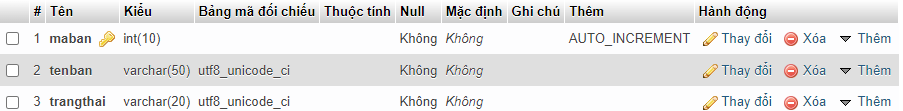 # Tên Kiểu Bảng mã đối chiếu Thuộc tính Null Mặc định Ghi chú Thêm Hành động
1 maban int(10) Không Không AUTO_INCREMENT Thay đổi Xóa Thêm
2 tenban varchar(50) utf8_unicode_ci Không Không Thay đổi Xóa Thêm
3 trangthai varchar(20) utf8_unicode_ci Không Không Thay đổi Xóa Thêm